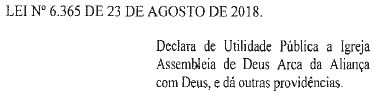 LEI Nº 6.365 DE 23 DE AGOSTO DE 2018.
Declara de Utilidade Pública a Igreja
Assembleia de Deus Arca da Aliança
com Deus, e dá outras providências.